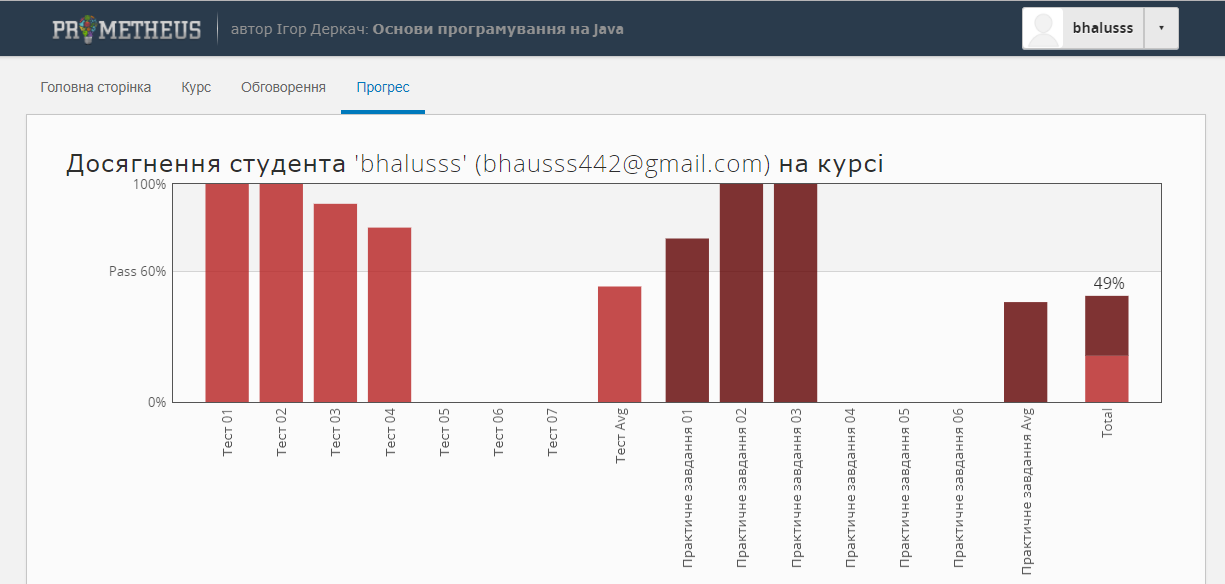 PROMETHEUS автор Ігор Деркач: Основи програмування на Java bhalusss
Головна сторінка Курс Обговорення Прогрес
Досягнення студента 'bhalusss' (bhausss442@gmail.com) на курсі
100%
Pass 60%
49%
0%
Тест 01
Тест 02
Тест 03
Тест 04
Тест 05
Тест 06
Тест 07
Тест Avg
Практичне завдання 01
Практичне завдання 02
Практичне завдання 03
Практичне завдання 04
Практичне завдання 05
Практичне завдання 06
Практичне завдання Avg
Total